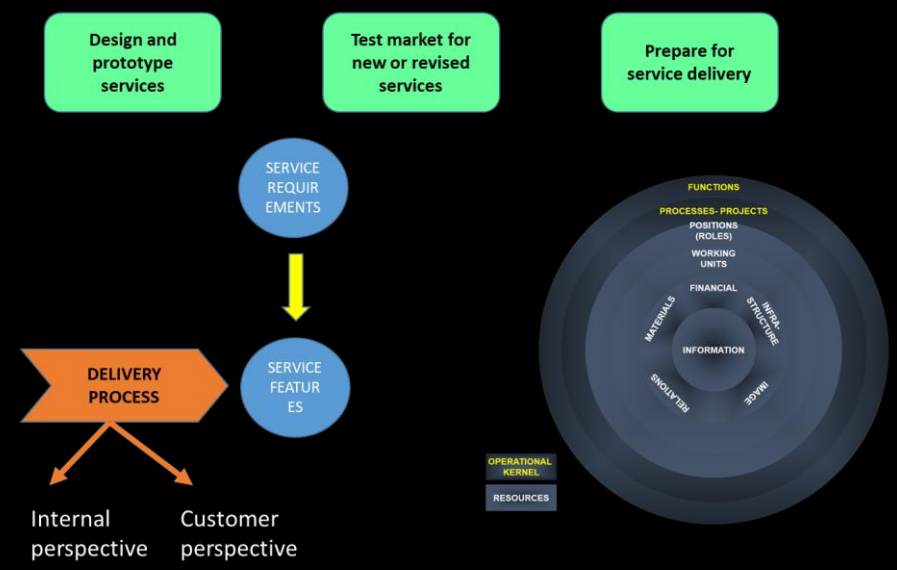 Design and
prototype
services
Test market for
new or revised
services
Prepare for
service delivery
SERVICE
REQUIR
EMENTS
DELIVERY
PROCESS
SERVICE
FEATUR
ES
Internal
perspective
Customer
perspective
FUNCTIONS
PROCESSES- PROJECTS
POSITIONS
(ROLES)
WORKING
UNITS
FINANCIAL
MATERIALS
INFRA-
STRUCTURE
INFORMATION
RELATIONS
IMAGE
OPERATIONAL
KERNEL
RESOURCES